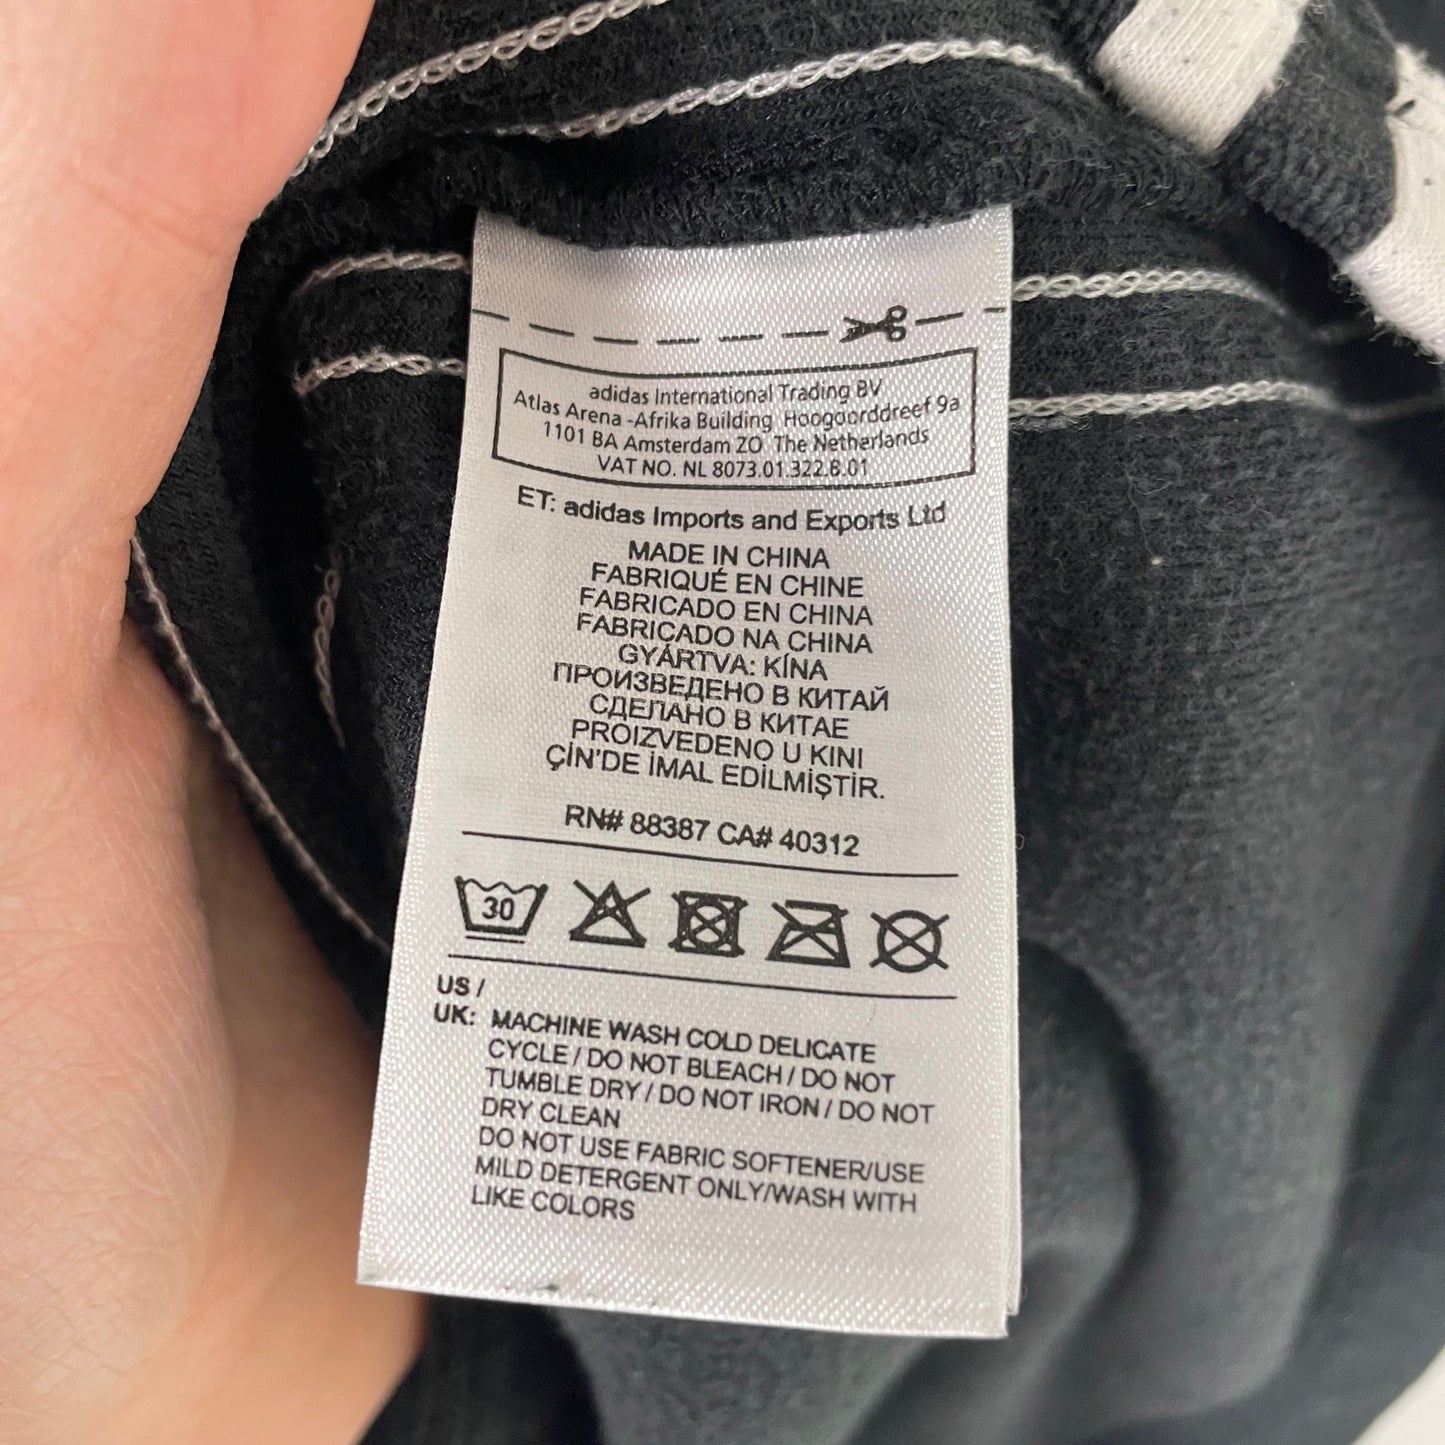 adidas International Trading BV
Atlas Arena -Afrika Building Hoogoorddreef 9a
1101 BA Amsterdam ZO The Netherlands
VAT NO. NL 8073.01.322.B.01
ET: adidas Imports and Exports Ltd
MADE IN CHINA
FABRIQUÉ EN CHINE
FABRICADO EN CHINA
FABRICADO NA CHINA
GYÁRTVA: KÍNA
ПРОИЗВЕДЕНО В КИТАЙ
СДЕЛАНО В КИТАЕ
PROIZVEDENO U KINI
ÇİN'DE İMAL EDİLMİŞTİR.
RN# 88387 CA# 40312
30
US /
UK: MACHINE WASH COLD DELICATE
CYCLE / DO NOT BLEACH / DO NOT
TUMBLE DRY / DO NOT IRON / DO NOT
DRY CLEAN
DO NOT USE FABRIC SOFTENER/USE
MILD DETERGENT ONLY/WASH WITH
LIKE COLORS